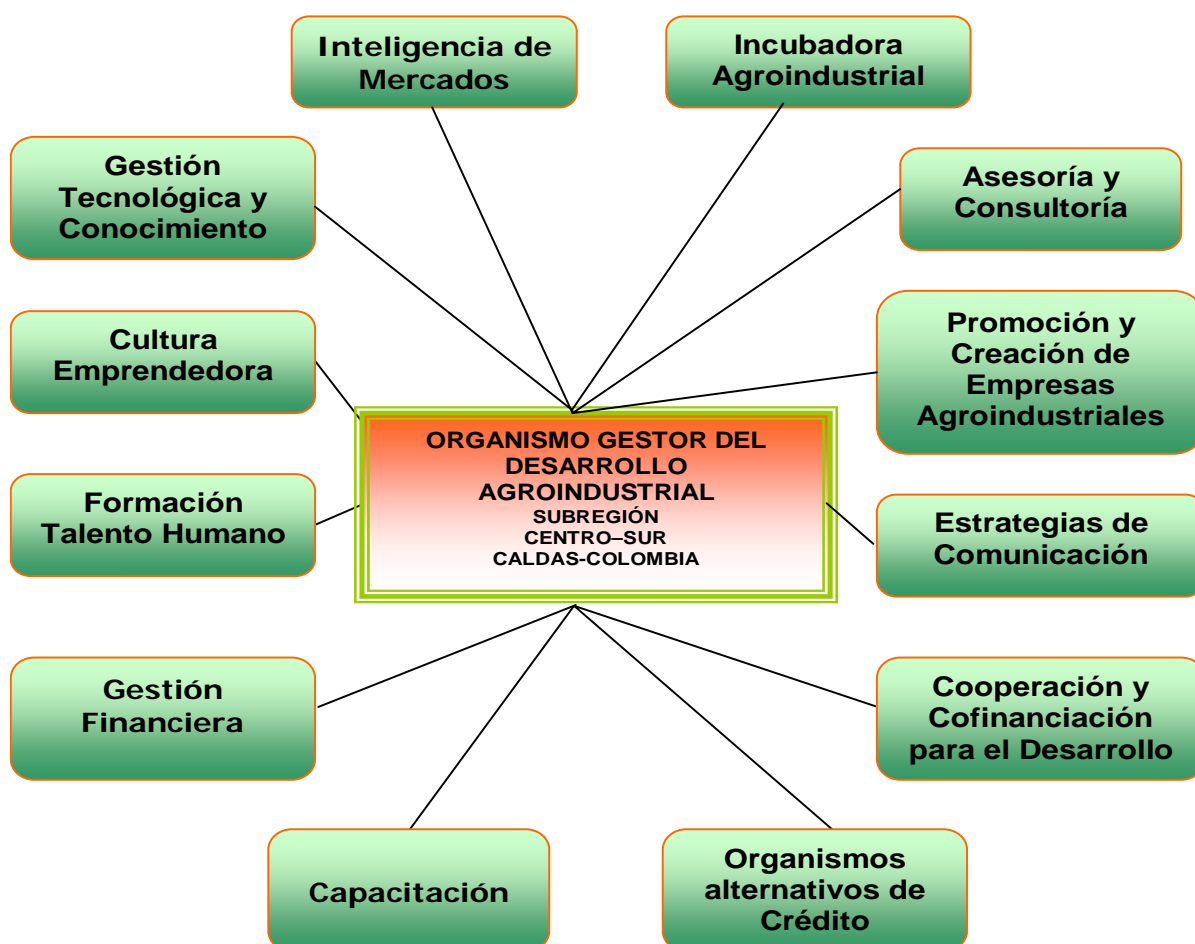 Inteligencia de
Mercados
Incubadora
Agroindustrial
Gestión
Tecnológica y
Conocimiento
Asesoría y
Consultoría
Cultura
Emprendedora
Promoción y
Creación de
Empresas
Agroindustriales
ORGANISMO GESTOR DEL
DESARROLLO
AGROINDUSTRIAL
SUBREGIÓN
CENTRO–SUR
CALDAS-COLOMBIA
Formación
Talento Humano
Estrategias de
Comunicación
Gestión
Financiera
Cooperación y
Cofinanciación
para el Desarrollo
Capacitación
Organismos
alternativos de
Crédito